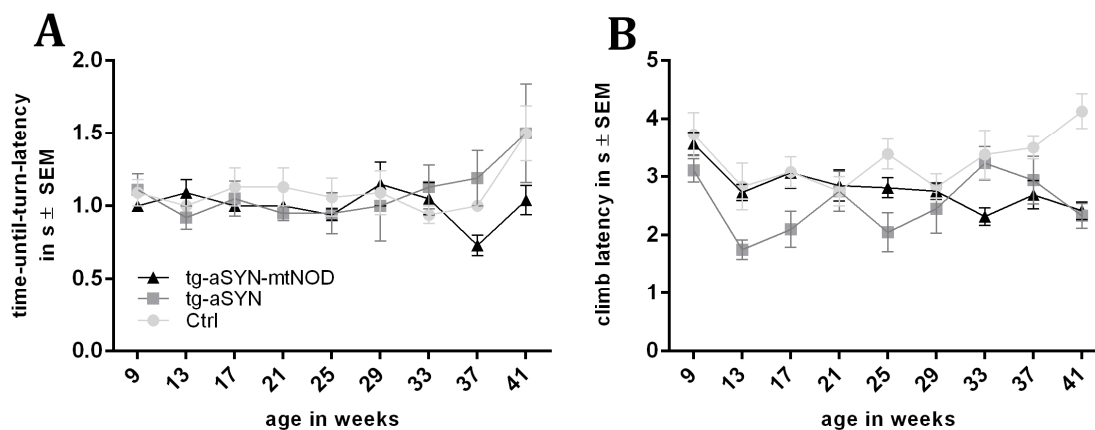 A
time-until-turn-latency
in s ± SEM
2.0
1.5
1.0
0.5
0.0
tg-aSYN-mtNOD
tg-aSYN
Ctrl
9 13 17 21 25 29 33 37 41
age in weeks
B
climb latency in s ± SEM
5
4
3
2
1
0
9 13 17 21 25 29 33 37 41
age in weeks